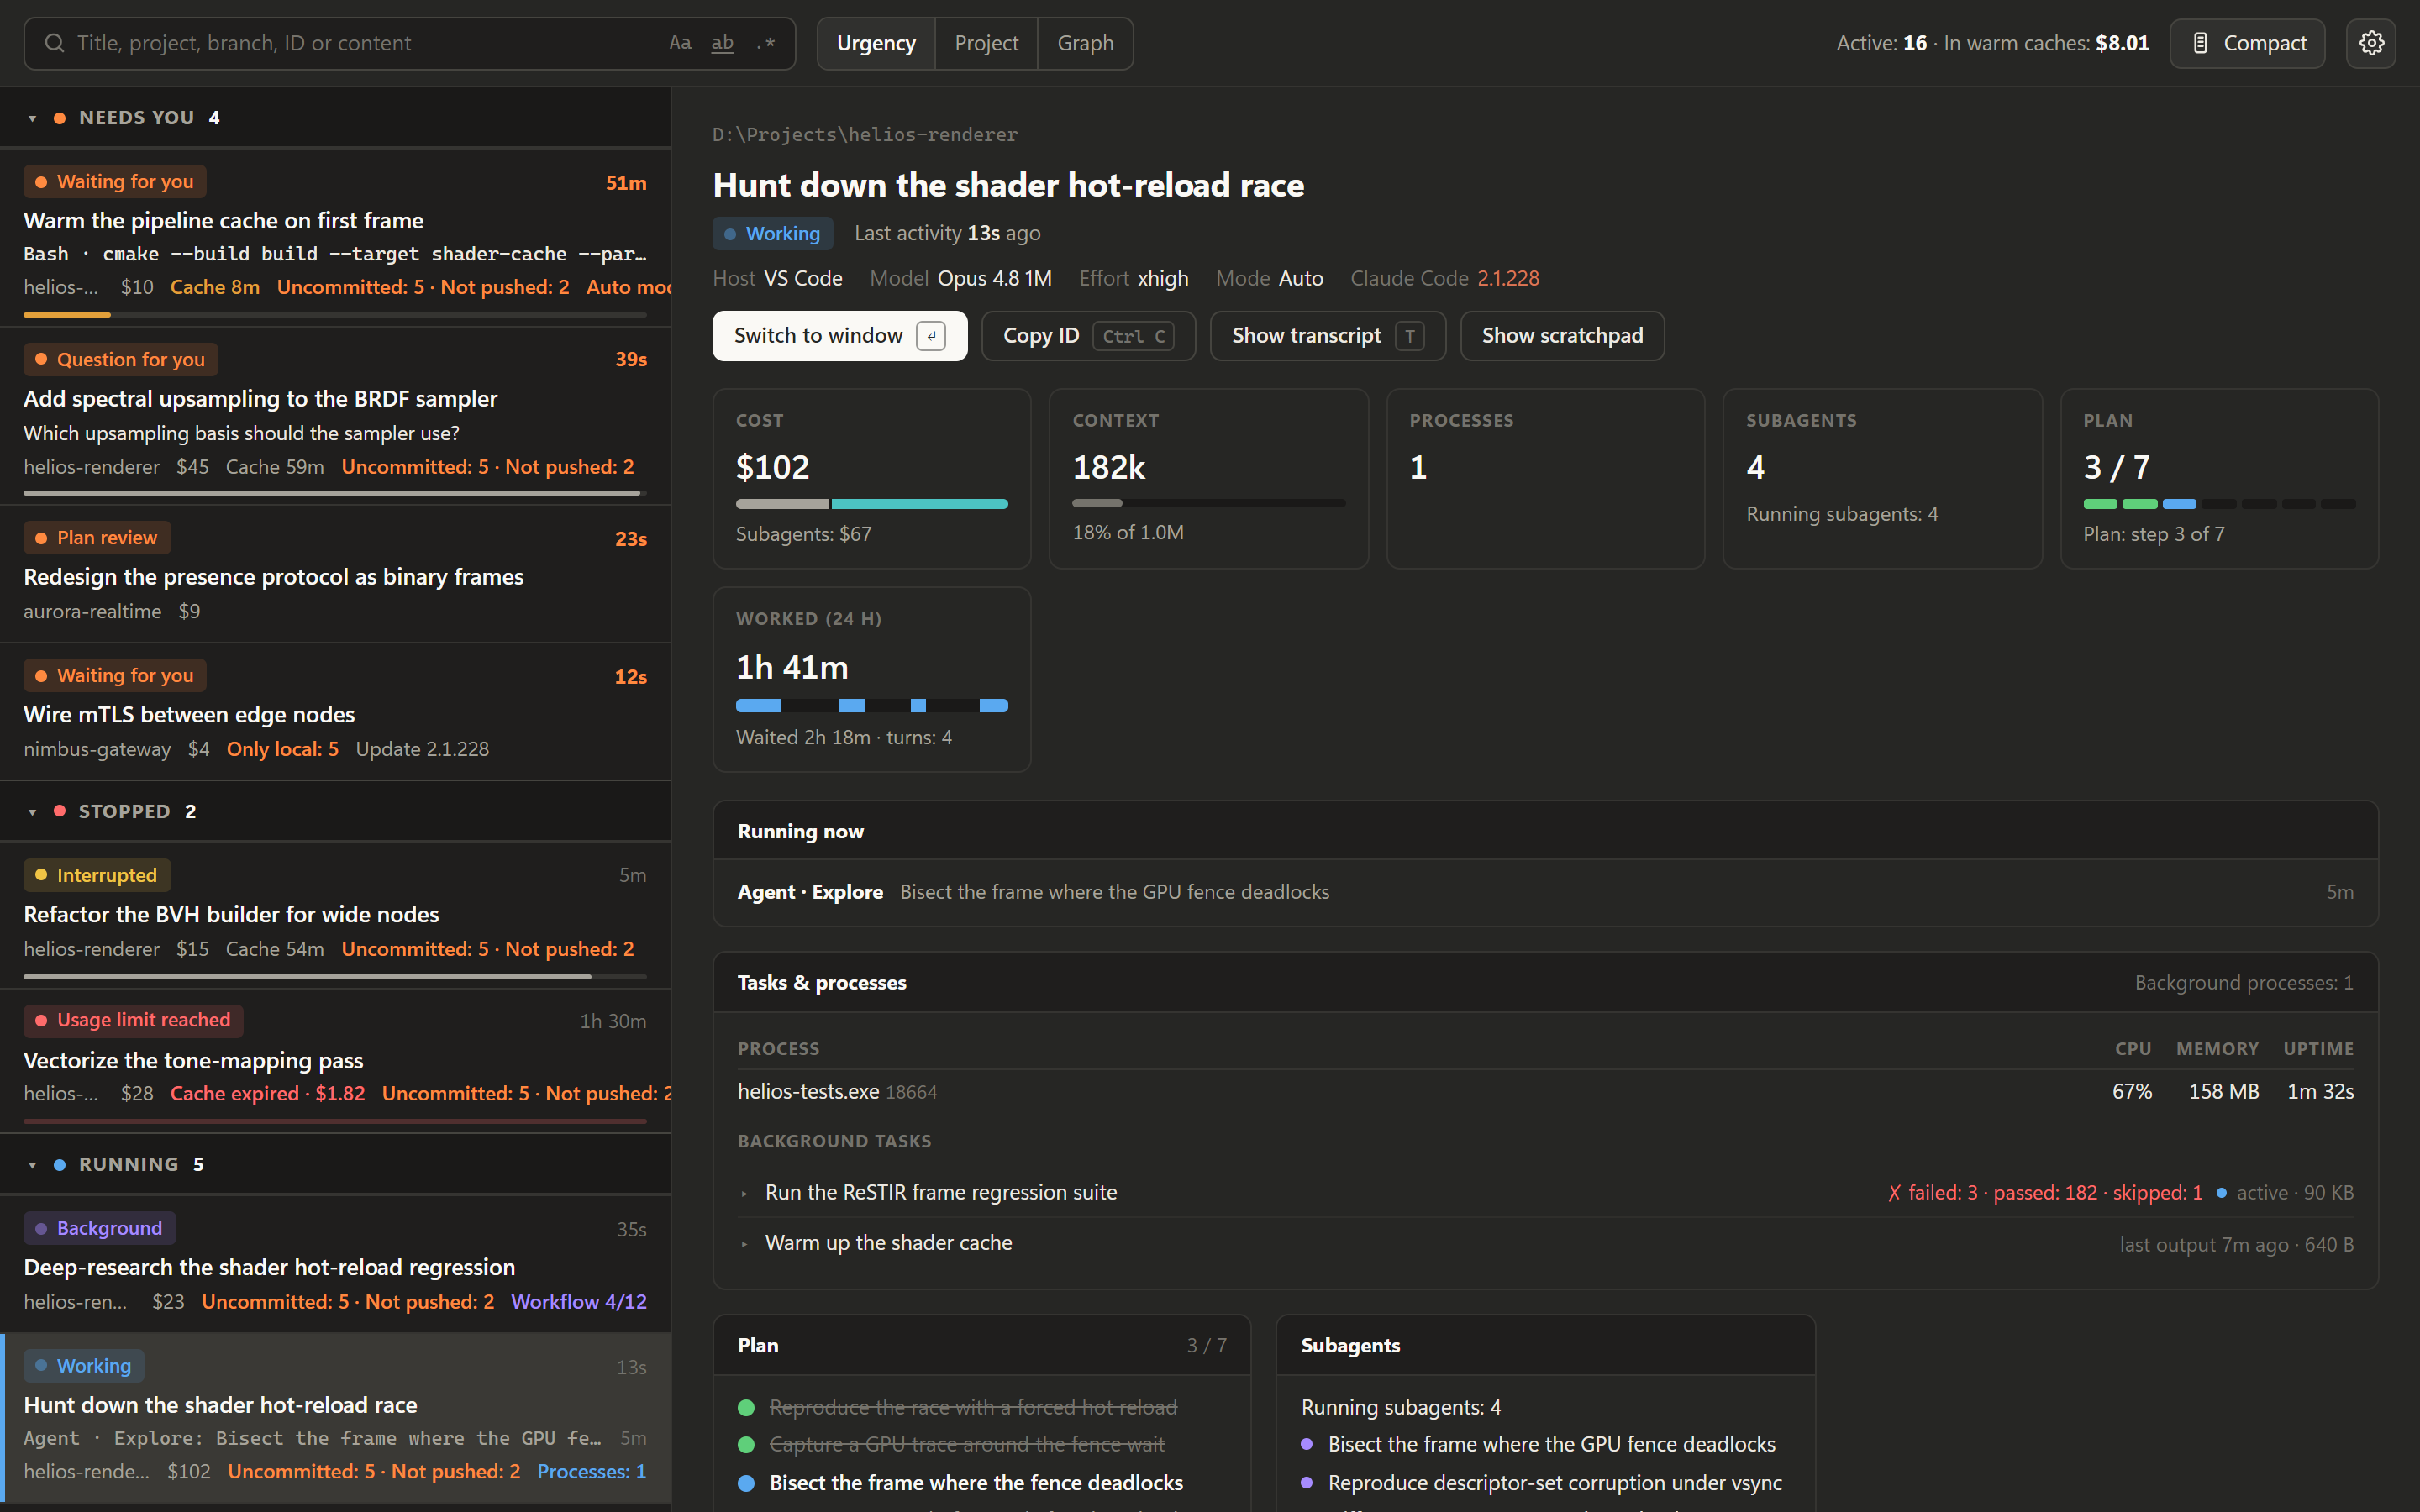 Title, project, branch, ID or content
Aa ab .*
Urgency Project Graph
Active: 16 · In warm caches: $8.01
Compact
NEEDS YOU 4
Waiting for you 51m
Warm the pipeline cache on first frame
Bash · cmake --build build --target shader-cache --par…
helios-… $10 Cache 8m Uncommitted: 5 · Not pushed: 2 Auto mo
Question for you 39s
Add spectral upsampling to the BRDF sampler
Which upsampling basis should the sampler use?
helios-renderer $45 Cache 59m Uncommitted: 5 · Not pushed: 2
Plan review 23s
Redesign the presence protocol as binary frames
aurora-realtime $9
Waiting for you 12s
Wire mTLS between edge nodes
nimbus-gateway $4 Only local: 5 Update 2.1.228
STOPPED 2
Interrupted 5m
Refactor the BVH builder for wide nodes
helios-renderer $15 Cache 54m Uncommitted: 5 · Not pushed: 2
Usage limit reached 1h 30m
Vectorize the tone-mapping pass
helios-… $28 Cache expired · $1.82 Uncommitted: 5 · Not pushed: 2
RUNNING 5
Background 35s
Deep-research the shader hot-reload regression
helios-ren… $23 Uncommitted: 5 · Not pushed: 2 Workflow 4/12
Working 13s
Hunt down the shader hot-reload race
Agent · Explore: Bisect the frame where the GPU fe… 5m
helios-rende… $102 Uncommitted: 5 · Not pushed: 2 Processes: 1
D:\Projects\helios-renderer
Hunt down the shader hot-reload race
Working Last activity 13s ago
Host VS Code Model Opus 4.8 1M Effort xhigh Mode Auto Claude Code 2.1.228
Switch to window ↵ Copy ID Ctrl C Show transcript T Show scratchpad
COST
$102
Subagents: $67
CONTEXT
182k
18% of 1.0M
PROCESSES
1
SUBAGENTS
4
Running subagents: 4
PLAN
3 / 7
Plan: step 3 of 7
WORKED (24 H)
1h 41m
Waited 2h 18m · turns: 4
Running now
Agent · Explore Bisect the frame where the GPU fence deadlocks 5m
Tasks & processes Background processes: 1
PROCESS CPU MEMORY UPTIME
helios-tests.exe 18664 67% 158 MB 1m 32s
BACKGROUND TASKS
Run the ReSTIR frame regression suite ✗ failed: 3 · passed: 182 · skipped: 1 active · 90 KB
Warm up the shader cache last output 7m ago · 640 B
Plan 3 / 7
Reproduce the race with a forced hot reload
Capture a GPU trace around the fence wait
Bisect the frame where the fence deadlocks
Subagents
Running subagents: 4
Bisect the frame where the GPU fence deadlocks
Reproduce descriptor-set corruption under vsync